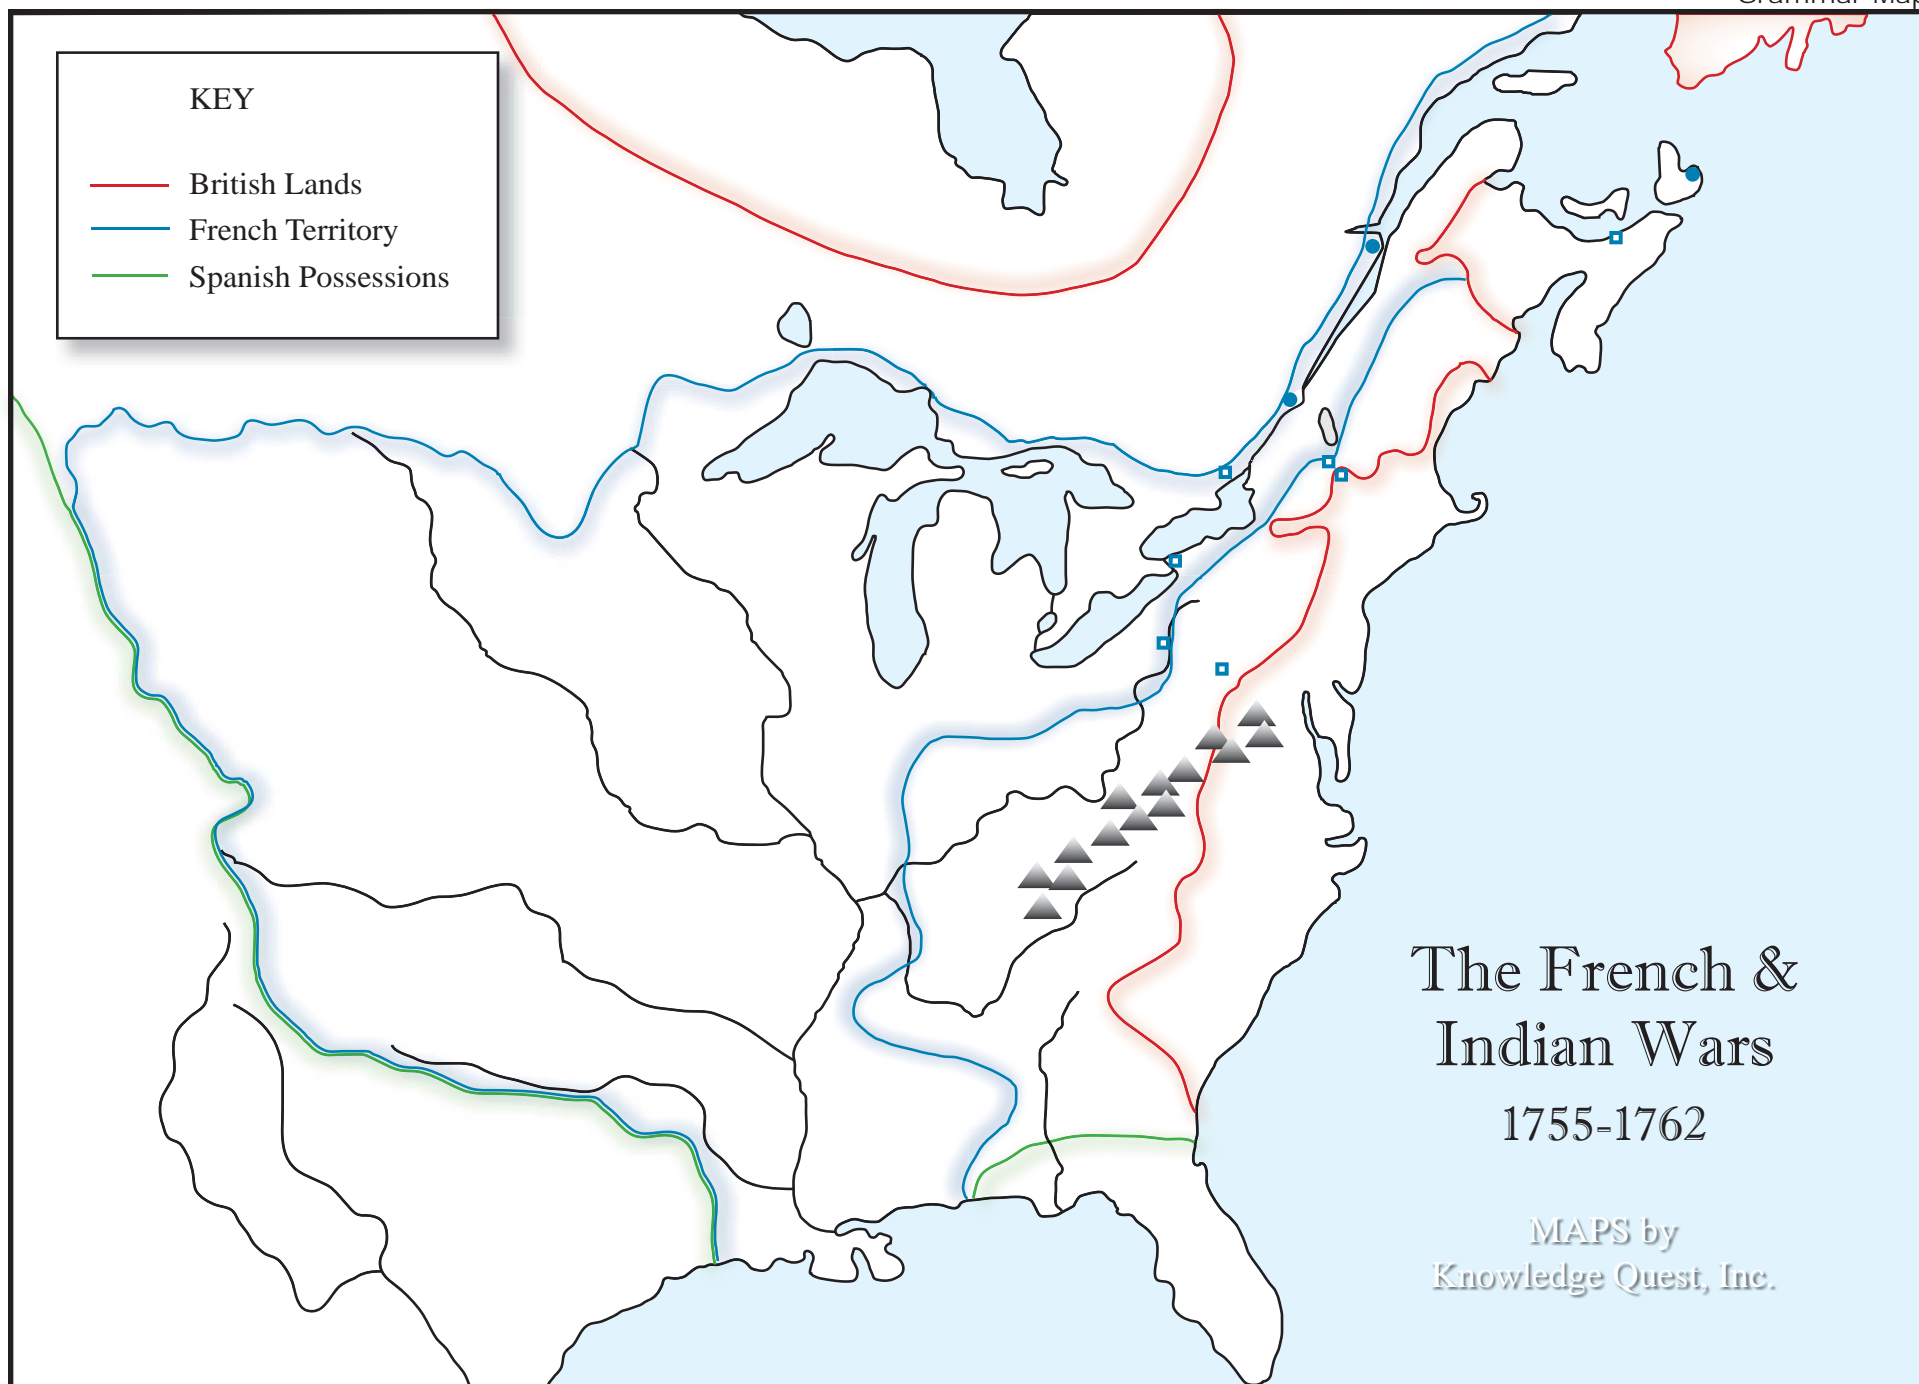 KEY
British Lands
French Territory
Spanish Possessions
The French &
Indian Wars
1755-1762
MAPS by
Knowledge Quest, Inc.